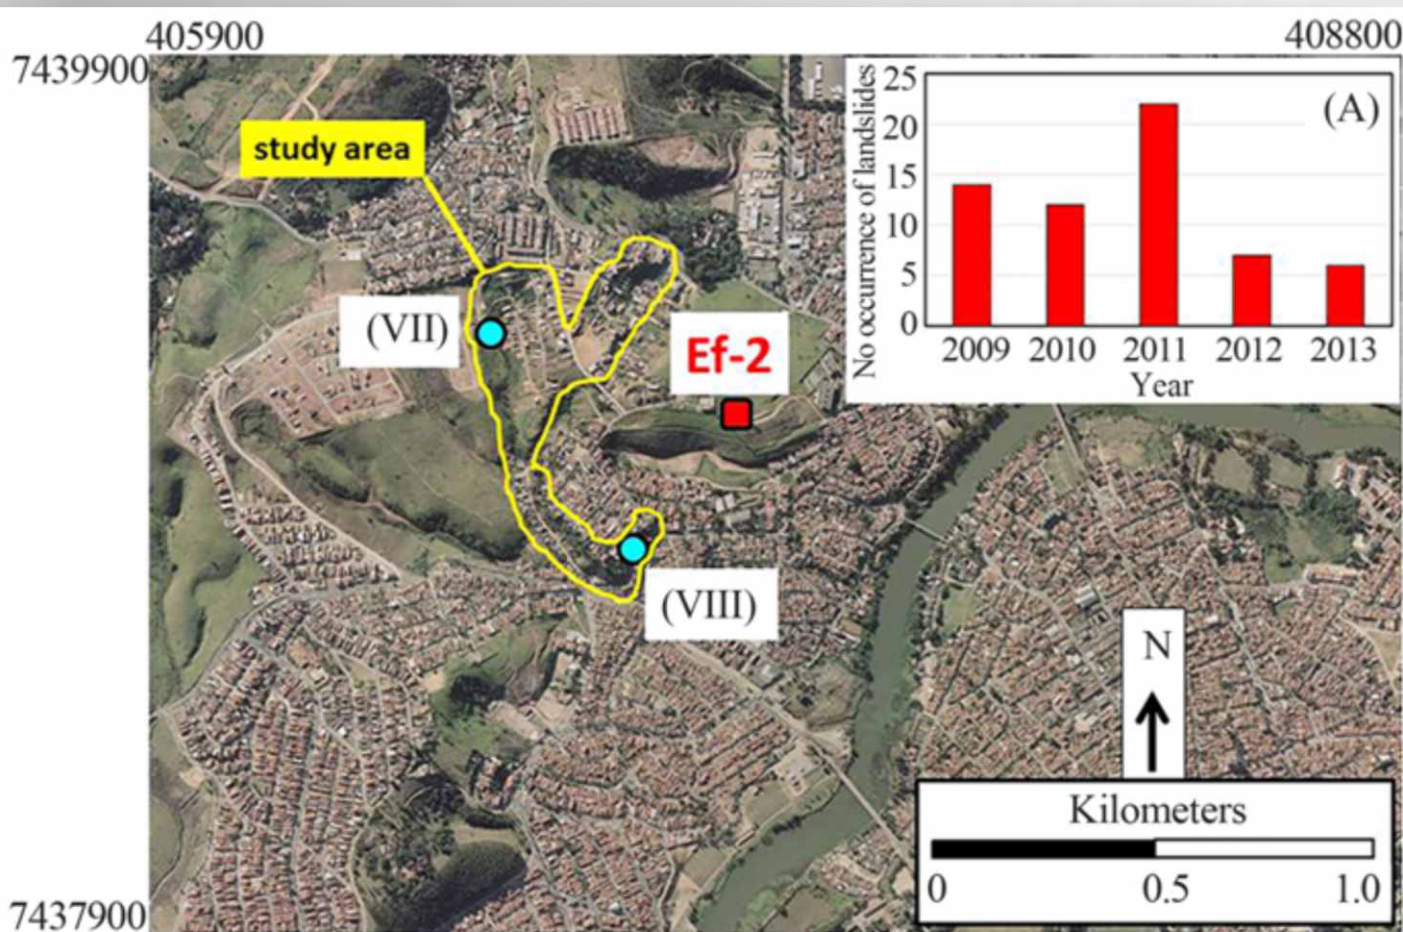 405900
408800
7439900
study area
(VII)
Ef-2
(VIII)
No occurrence of landslides
25
20
15
10
5
0
(A)
2009 2010 2011 2012 2013
Year
N
Kilometers
0 0.5 1.0
7437900